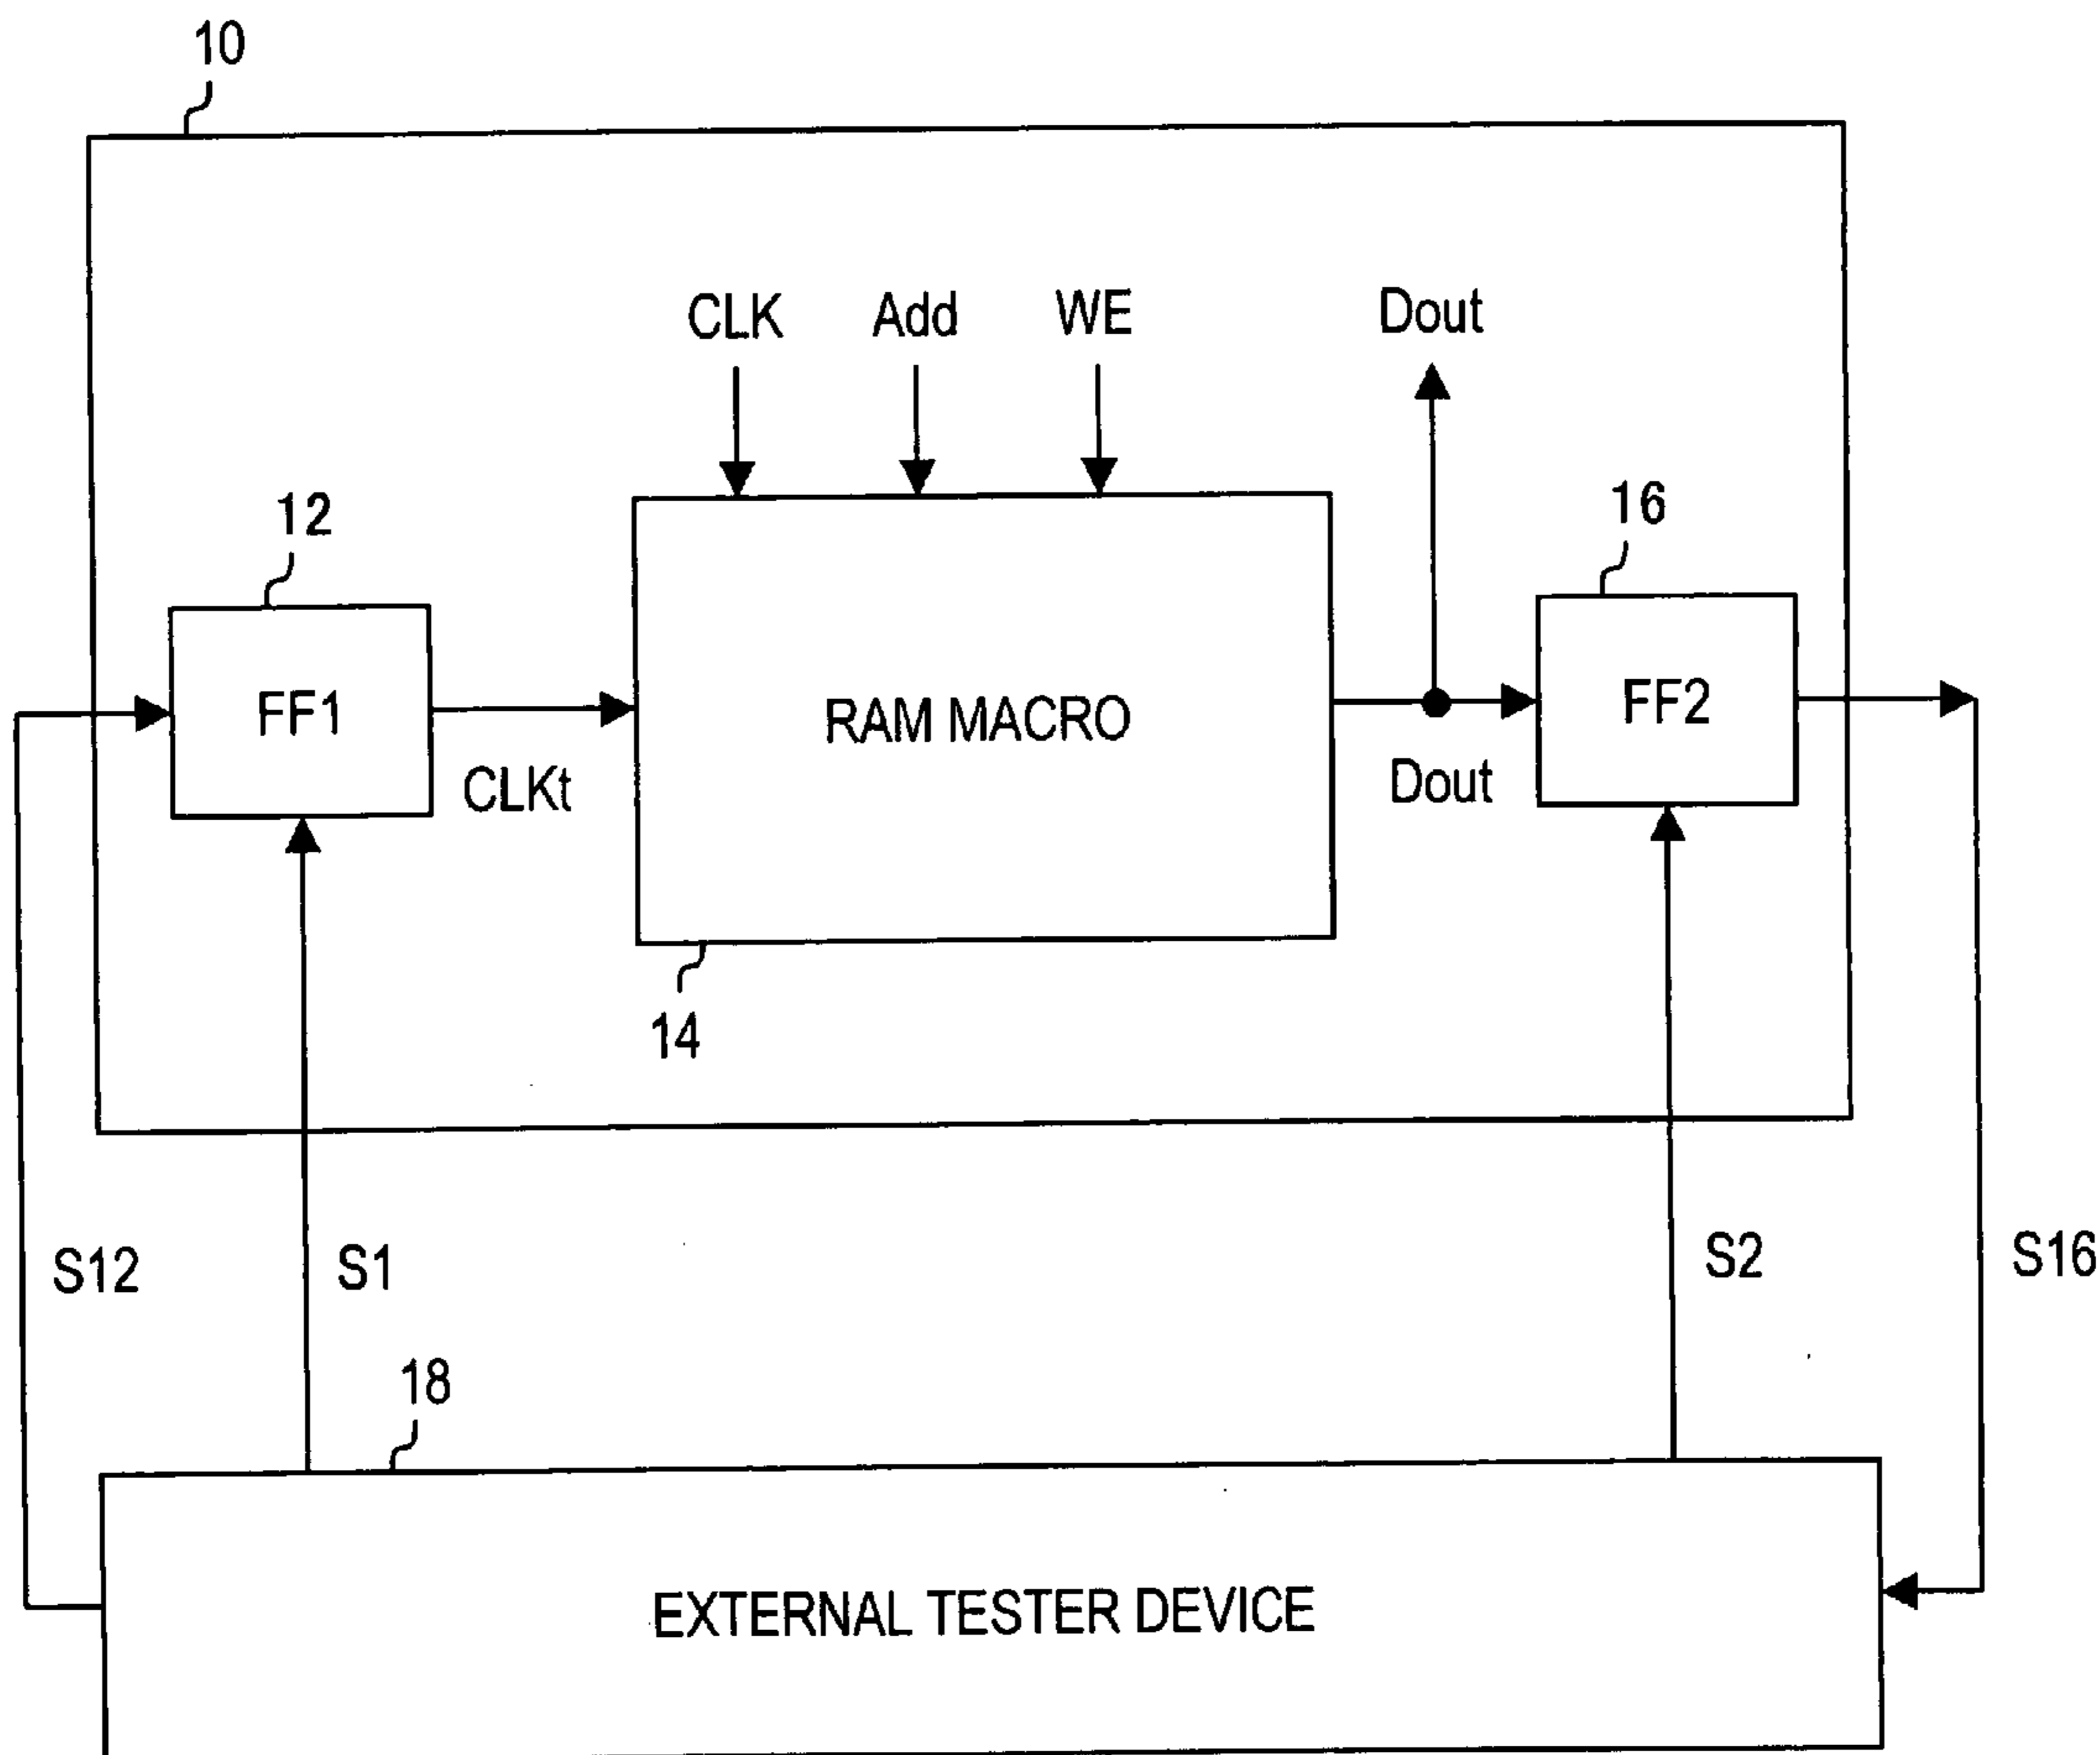 10
CLK Add WE Dout
12
16
FF1
RAM MACRO
FF2
CLKt
Dout
14
S12
S1
S2
S16
18
EXTERNAL TESTER DEVICE